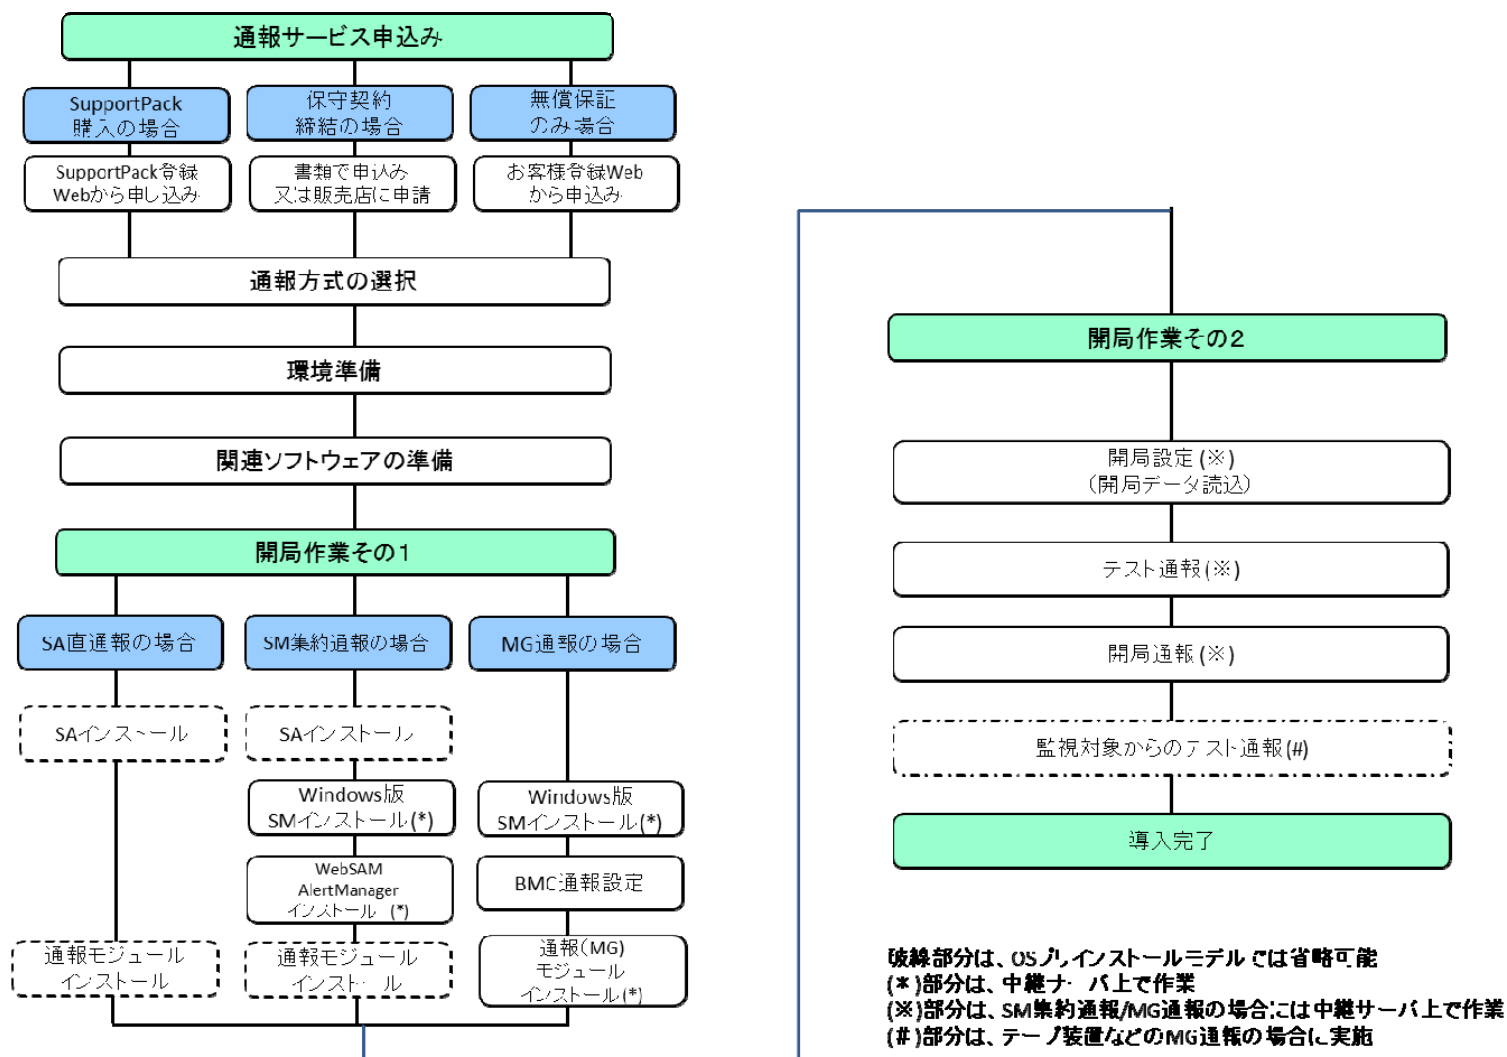 通報サービス申込み
SupportPack
購入の場合
保守契約
締結の場合
無償保証
のみ場合
SupportPack登録
Webから申し込み
書類で申込み
又は販売店に申請
お客様登録Web
から申込み
通報方式の選択
環境準備
関連ソフトウェアの準備
開局作業その1
SA直通報の場合
SM集約通報の場合
MG通報の場合
SAインストール
SAインストール
Windows版
SMインストール(*)
Windows版
SMインストール(*)
WebSAM
AlertManager
インストール (*)
BMC通報設定
通報モジュール
インストール
通報モジュール
インストール
通報(MG)
モジュール
インストール(*)
開局作業その2
開局設定(※)
(開局データ読込)
テスト通報(※)
開局通報(※)
監視対象からのテスト通報(#)
導入完了
破線部分は、OSプリインストールモデルでは省略可能
(*)部分は、中継サーバ上で作業
(※)部分は、SM集約通報/MG通報の場合には中継サーバ上で作業
(#)部分は、テープ装置などのMG通報の場合に実施